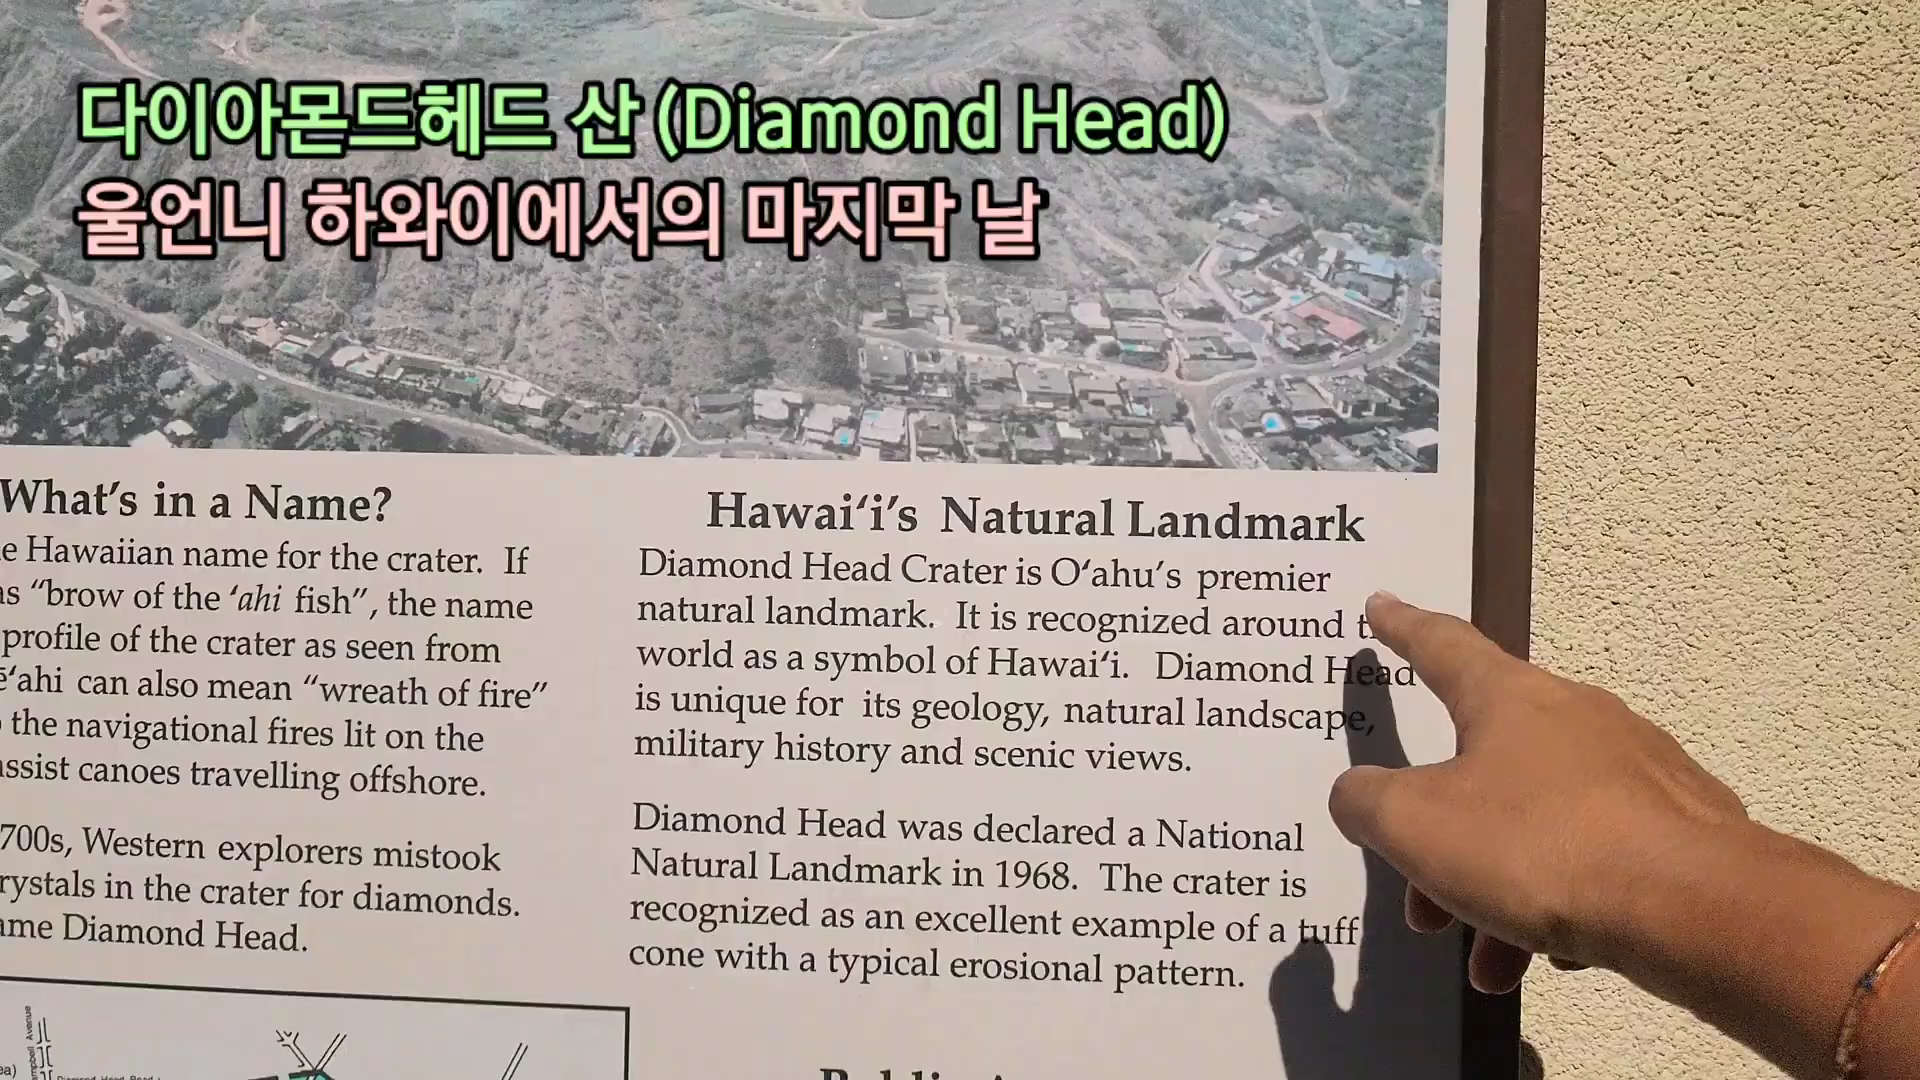 다이아몬드헤드 산 (Diamond Head)
울언니 하와이에서의 마지막 날
What's in a Name?
Hawaiian name for the crater. If
"brow of the ʻahi fish", the name
profile of the crater as seen from
can also mean "wreath of fire"
the navigational fires lit on the
canoes travelling offshore.
Western explorers mistook
in the crater for diamonds.
Diamond Head.
Hawaiʻi's Natural Landmark
Diamond Head Crater is Oʻahu's premier
natural landmark. It is recognized around
world as a symbol of Hawaiʻi. Diamond Head
is unique for its geology, natural landscape,
military history and scenic views.
Diamond Head was declared a National
Natural Landmark in 1968. The crater is
recognized as an excellent example of a tuff
cone with a typical erosional pattern.
Avenue